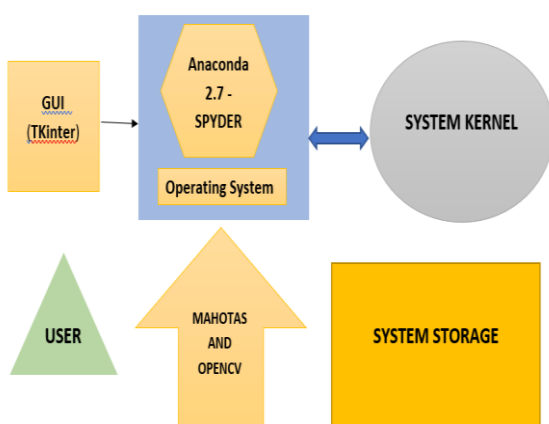 GUI
(TKinter)
Anaconda
2.7 -
SPYDER
Operating System
SYSTEM KERNEL
USER
MAHOTAS
AND
OPENCV
SYSTEM STORAGE